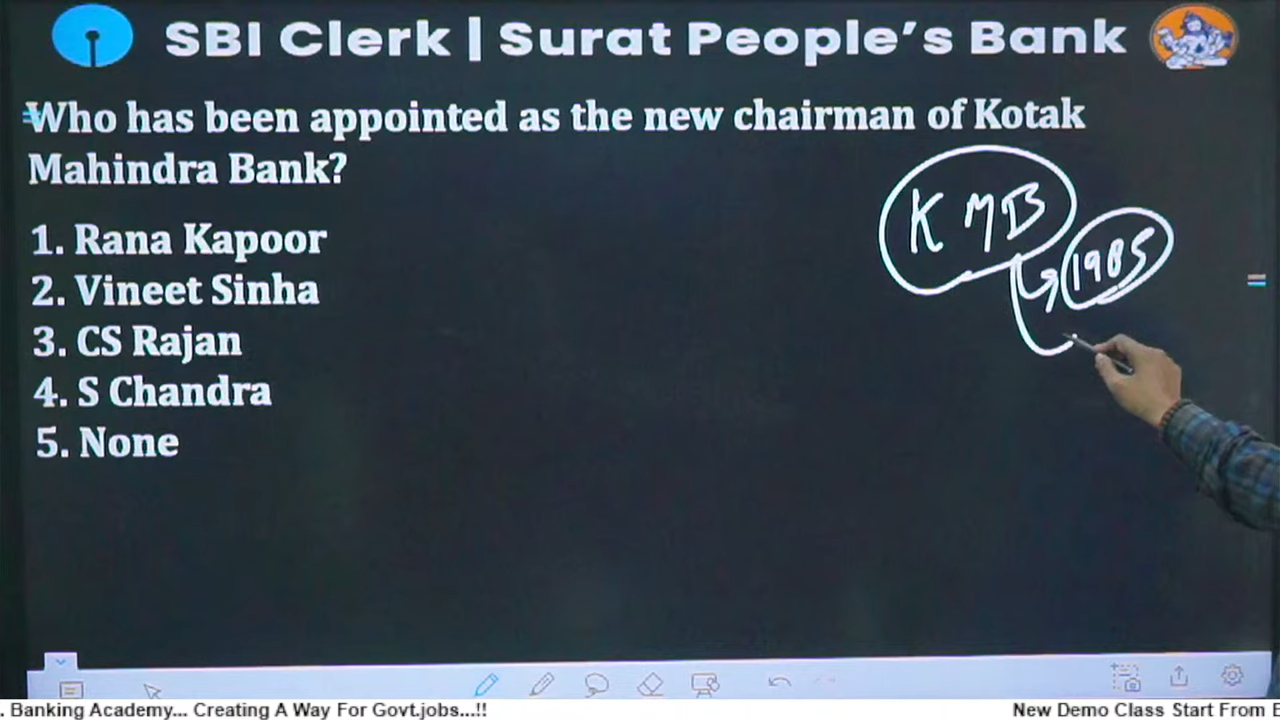 SBI Clerk | Surat People's Bank
Who has been appointed as the new chairman of Kotak
Mahindra Bank?
1. Rana Kapoor
2. Vineet Sinha
3. CS Rajan
4. S Chandra
5. None
KMB
1985
. Banking Academy... Creating A Way For Govt.jobs...!!
New Demo Class Start From